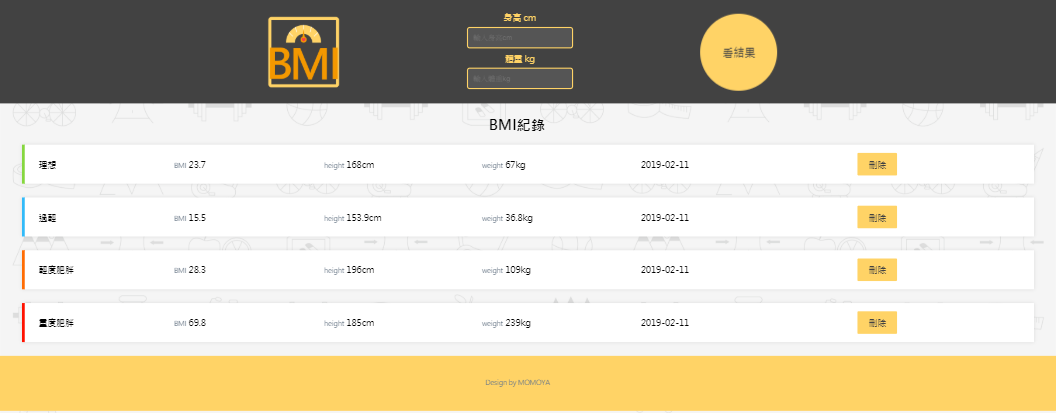 BMI
身高 cm
輸入身高cm
體重 kg
輸入體重kg
看結果
BMI紀錄
理想 BMI 23.7 height 168cm weight 67kg 2019-02-11 刪除
過輕 BMI 15.5 height 153.9cm weight 36.8kg 2019-02-11 刪除
輕度肥胖 BMI 28.3 height 196cm weight 109kg 2019-02-11 刪除
重度肥胖 BMI 69.8 height 185cm weight 239kg 2019-02-11 刪除
Design by MOMOYA